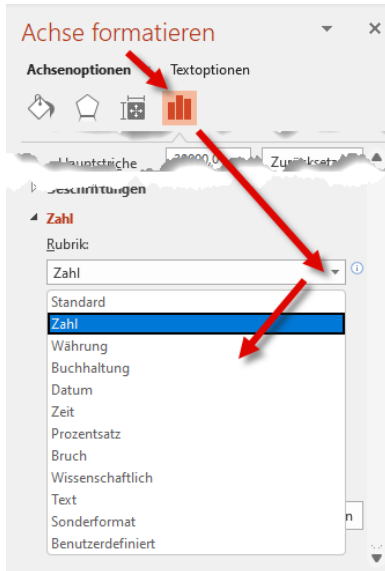 Achse formatieren
Achsenoptionen Textoptionen
Hauptstriche
Beschriftungen
Zahl
Rubrik:
Zahl
Standard
Zahl
Währung
Buchhaltung
Datum
Zeit
Prozentsatz
Bruch
Wissenschaftlich
Text
Sonderformat
Benutzerdefiniert